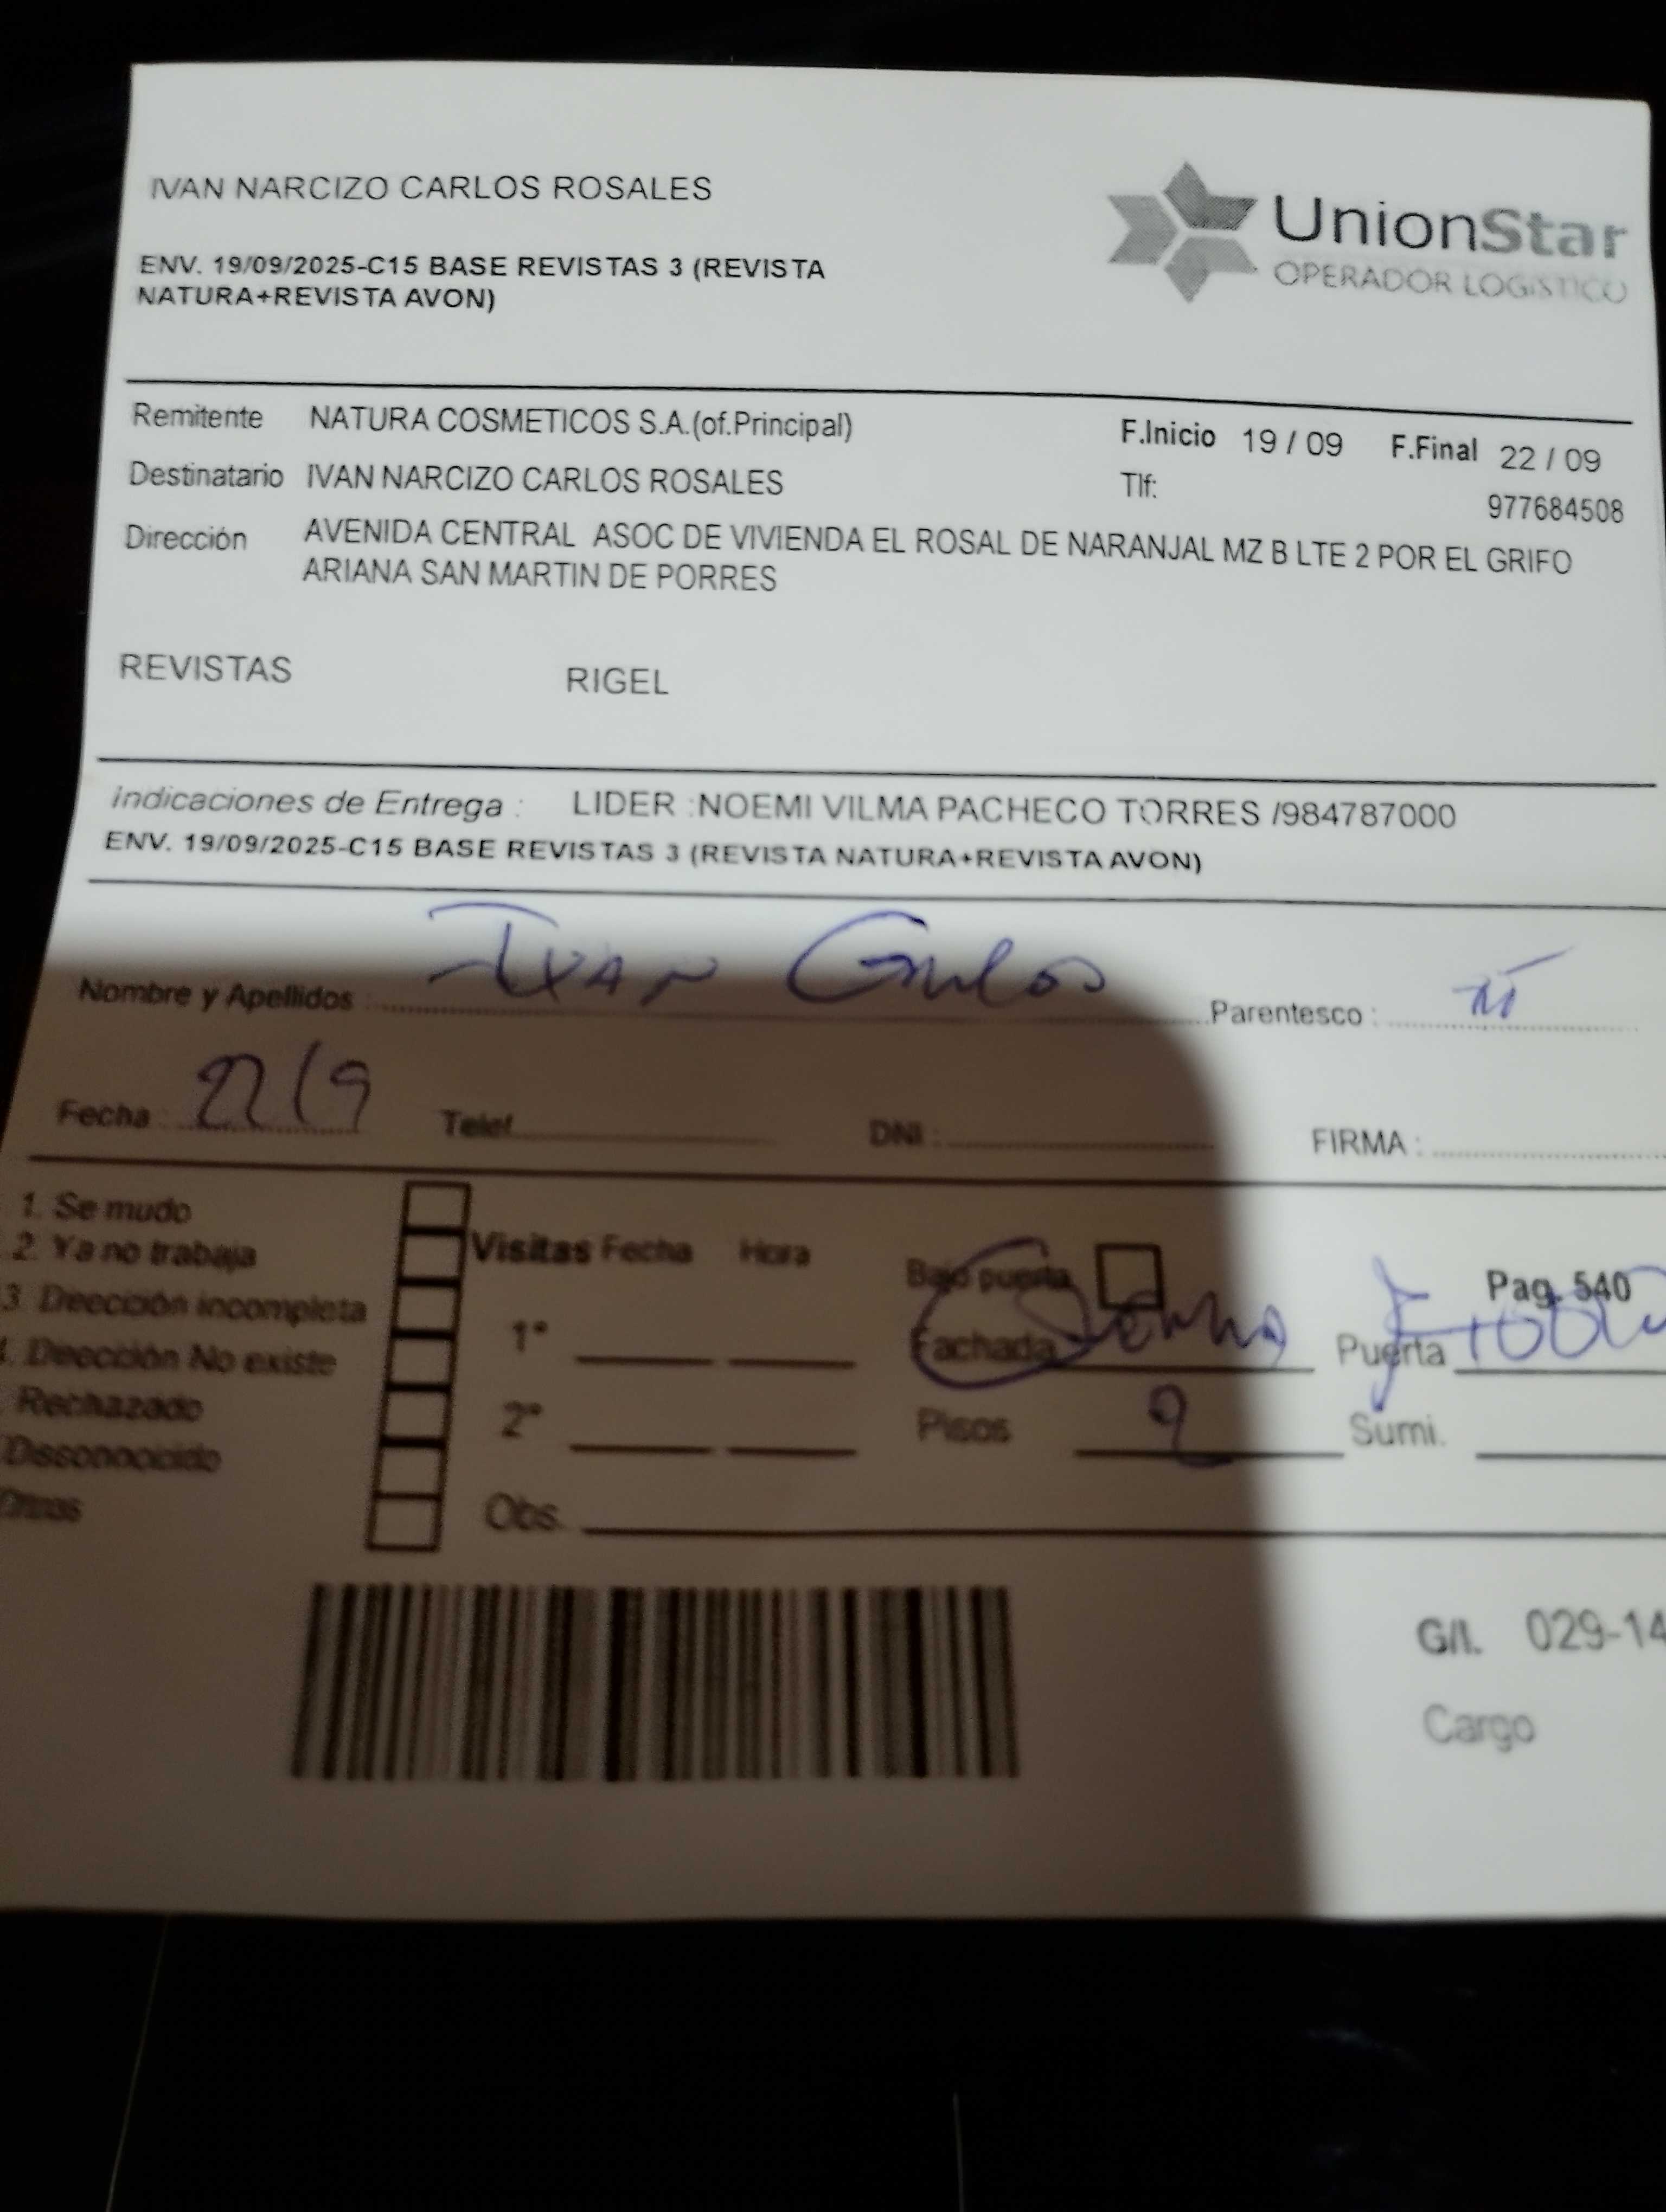 IVAN NARCIZO CARLOS ROSALES
UnionStar
OPERADOR LOGISTICO
ENV. 19/09/2025-C15 BASE REVISTAS 3 (REVISTA
NATURA+REVISTA AVON)
Remitente NATURA COSMETICOS S.A.(of.Principal) F.Inicio 19 / 09 F.Final 22 / 09
Destinatario IVAN NARCIZO CARLOS ROSALES Tlf: 977684508
Dirección AVENIDA CENTRAL ASOC DE VIVIENDA EL ROSAL DE NARANJAL MZ B LTE 2 POR EL GRIFO
ARIANA SAN MARTIN DE PORRES
REVISTAS RIGEL
Indicaciones de Entrega : LIDER :NOEMI VILMA PACHECO TORRES /984787000
ENV. 19/09/2025-C15 BASE REVISTAS 3 (REVISTA NATURA+REVISTA AVON)
Nombre y Apellidos : Ivan Carlos Parentesco :
Fecha : 22/9 Telef. DNI : FIRMA :
1. Se mudo
2. Ya no trabaja
3. Direección incompleta
. Direección No existe
Rechazado
Dissonnocicido
Visitas Fecha Hora
1°
2°
Obs.
Bajo puerta
Fachada
Pisos 2
Pag. 540
Puerta
Sumi.
G/I. 029-14
Cargo